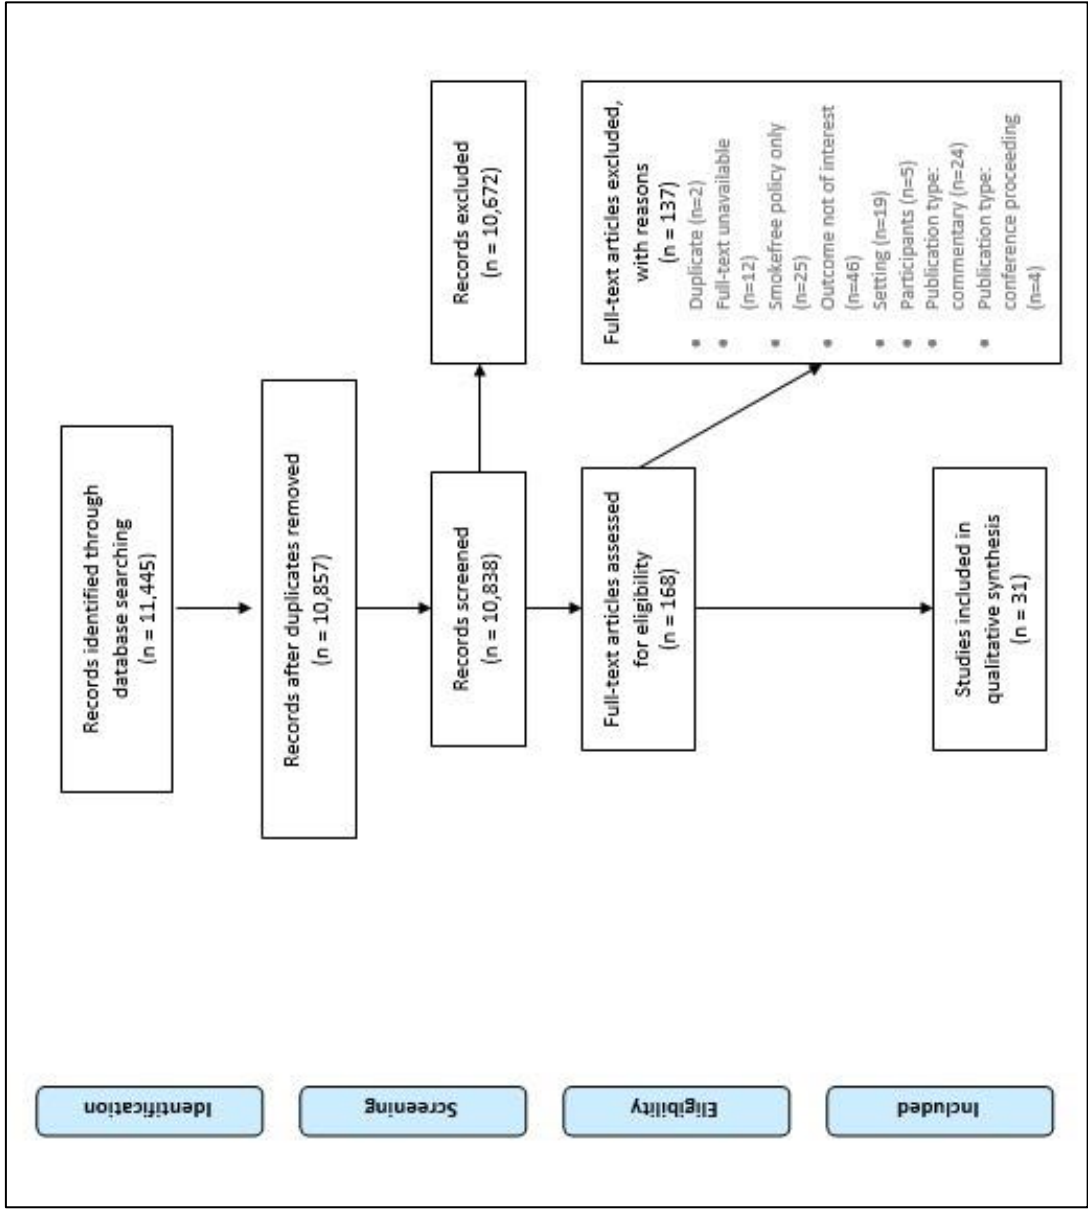 Identification
Records identified through
database searching
(n = 11,445)
Records after duplicates removed
(n = 10,857)
Screening
Records screened
(n = 10,838)
Records excluded
(n = 10,672)
Eligibility
Full-text articles assessed
for eligibility
(n = 168)
Full-text articles excluded,
with reasons
(n = 137)
• Duplicate (n=2)
• Full-text unavailable
(n=12)
• Smokefree policy only
(n=25)
• Outcome not of interest
(n=46)
• Setting (n=19)
• Participants (n=5)
• Publication type:
commentary (n=24)
• Publication type:
conference proceeding
(n=4)
Included
Studies included in
qualitative synthesis
(n = 31)